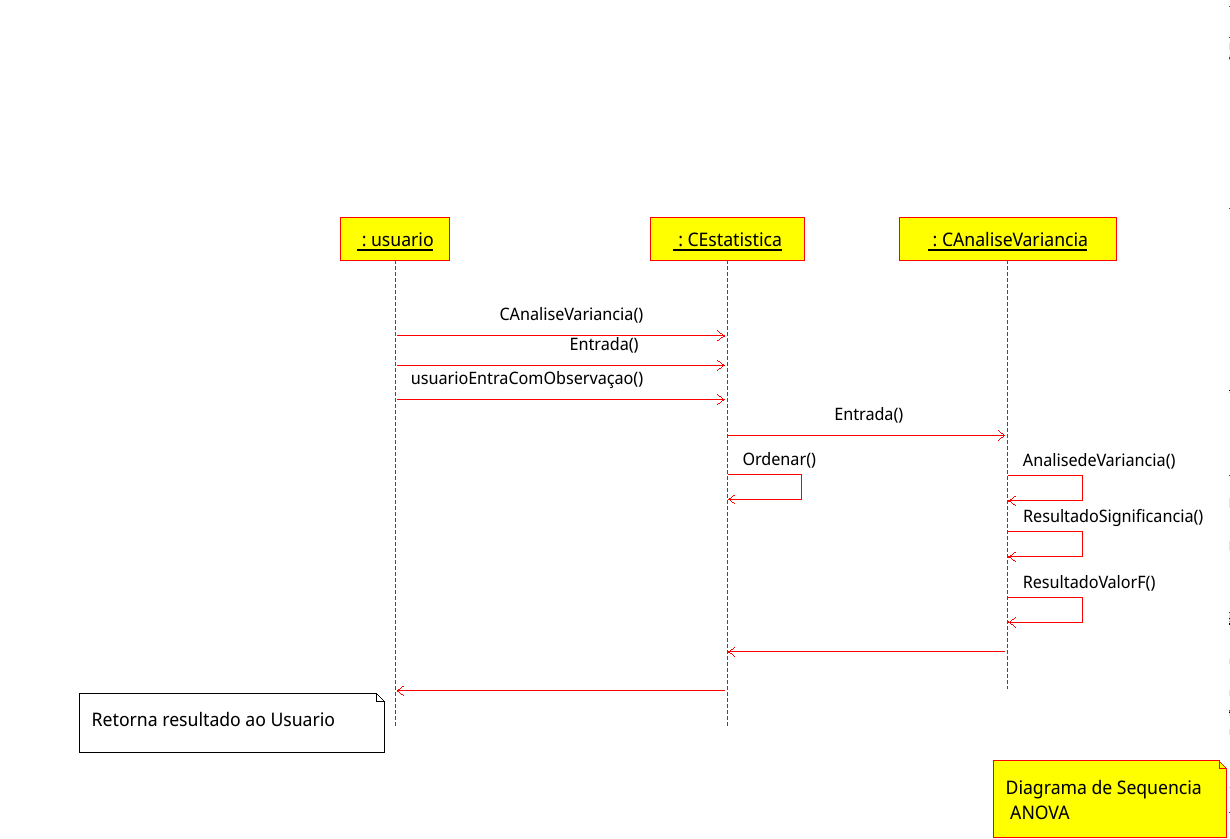 : usuario
: CEstatistica
: CAnaliseVariancia
CAnaliseVariancia()
Entrada()
usuarioEntraComObservaçao()
Entrada()
Ordenar()
AnalisedeVariancia()
ResultadoSignificancia()
ResultadoValorF()
Retorna resultado ao Usuario
Diagrama de Sequencia
ANOVA